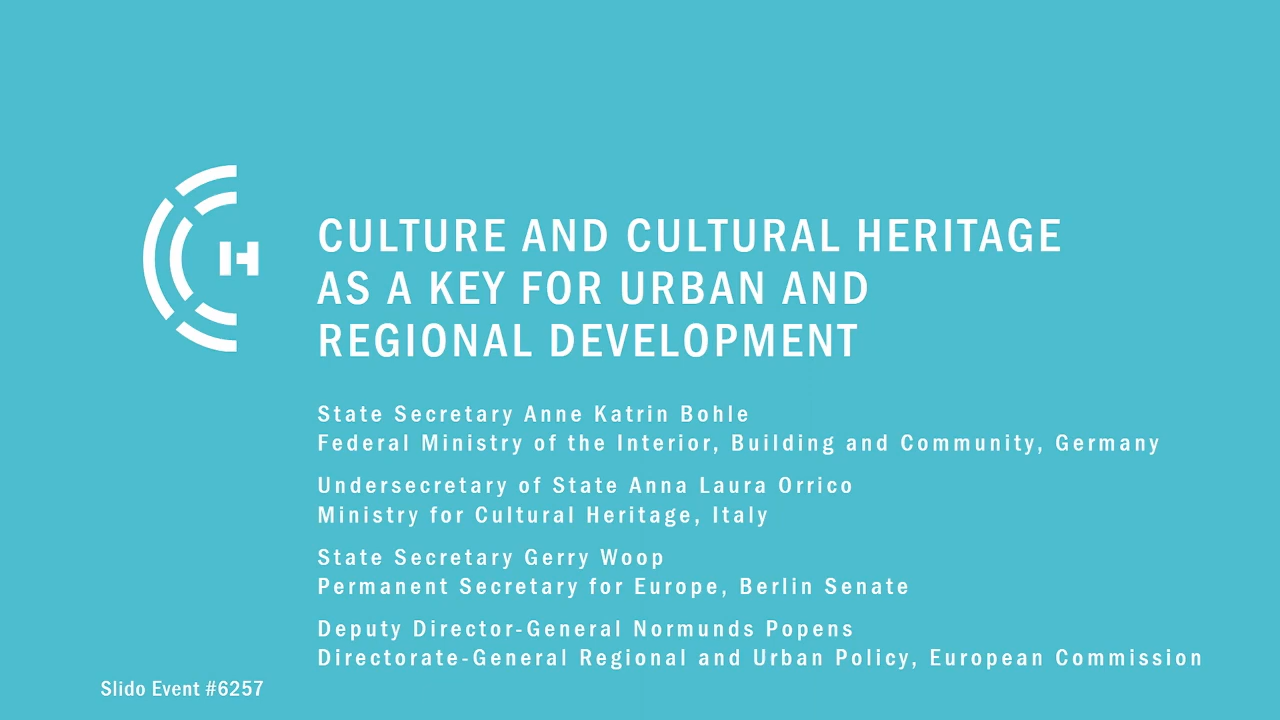 H
CULTURE AND CULTURAL HERITAGE
AS A KEY FOR URBAN AND
REGIONAL DEVELOPMENT
State Secretary Anne Katrin Bohle
Federal Ministry of the Interior, Building and Community, Germany
Undersecretary of State Anna Laura Orrico
Ministry for Cultural Heritage, Italy
State Secretary Gerry Woop
Permanent Secretary for Europe, Berlin Senate
Deputy Director-General Normunds Popens
Directorate-General Regional and Urban Policy, European Commission
Slido Event #6257